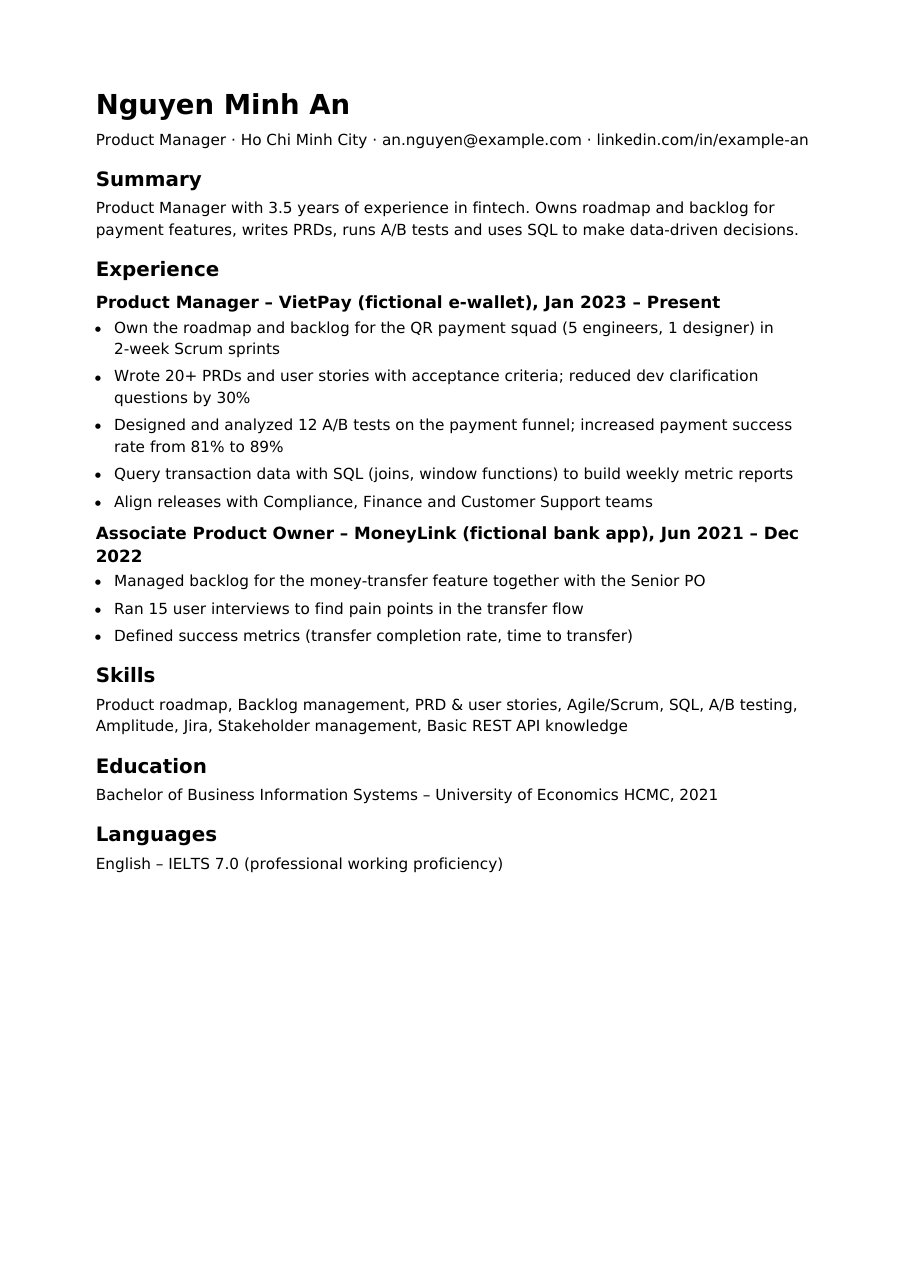 Nguyen Minh An
Product Manager · Ho Chi Minh City · an.nguyen@example.com · linkedin.com/in/example-an
Summary
Product Manager with 3.5 years of experience in fintech. Owns roadmap and backlog for
payment features, writes PRDs, runs A/B tests and uses SQL to make data-driven decisions.
Experience
Product Manager – VietPay (fictional e-wallet), Jan 2023 – Present
• Own the roadmap and backlog for the QR payment squad (5 engineers, 1 designer) in
2-week Scrum sprints
• Wrote 20+ PRDs and user stories with acceptance criteria; reduced dev clarification
questions by 30%
• Designed and analyzed 12 A/B tests on the payment funnel; increased payment success
rate from 81% to 89%
• Query transaction data with SQL (joins, window functions) to build weekly metric reports
• Align releases with Compliance, Finance and Customer Support teams
Associate Product Owner – MoneyLink (fictional bank app), Jun 2021 – Dec
2022
• Managed backlog for the money-transfer feature together with the Senior PO
• Ran 15 user interviews to find pain points in the transfer flow
• Defined success metrics (transfer completion rate, time to transfer)
Skills
Product roadmap, Backlog management, PRD & user stories, Agile/Scrum, SQL, A/B testing,
Amplitude, Jira, Stakeholder management, Basic REST API knowledge
Education
Bachelor of Business Information Systems – University of Economics HCMC, 2021
Languages
English – IELTS 7.0 (professional working proficiency)